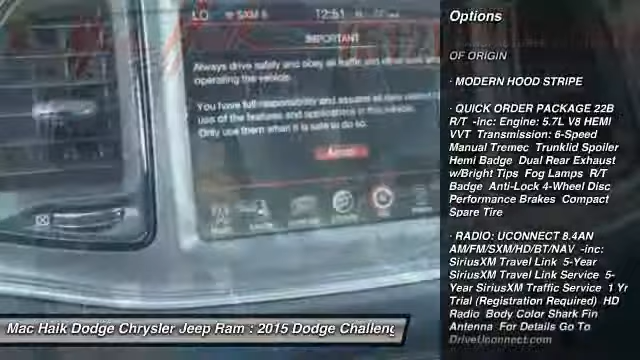 LO SXM 6 12:51
IMPORTANT
Always drive safely and obey all traffic
operating the vehicle.
You have full responsibility and assume all
use of the features and applications
Only use them when it is safe to do so.
Options
OF ORIGIN
· MODERN HOOD STRIPE
· QUICK ORDER PACKAGE 22B
R/T -inc: Engine: 5.7L V8 HEMI
VVT Transmission: 6-Speed
Manual Tremec Trunklid Spoiler
Hemi Badge Dual Rear Exhaust
w/Bright Tips Fog Lamps R/T
Badge Anti-Lock 4-Wheel Disc
Performance Brakes Compact
Spare Tire
· RADIO: UCONNECT 8.4AN
AM/FM/SXM/HD/BT/NAV -inc:
SiriusXM Travel Link 5-Year
SiriusXM Travel Link Service 5-
Year SiriusXM Traffic Service 1 Yr
Trial (Registration Required) HD
Radio Body Color Shark Fin
Antenna For Details Go To
DriveUconnect.com
Mac Haik Dodge Chrysler Jeep Ram : 2015 Dodge Challeng